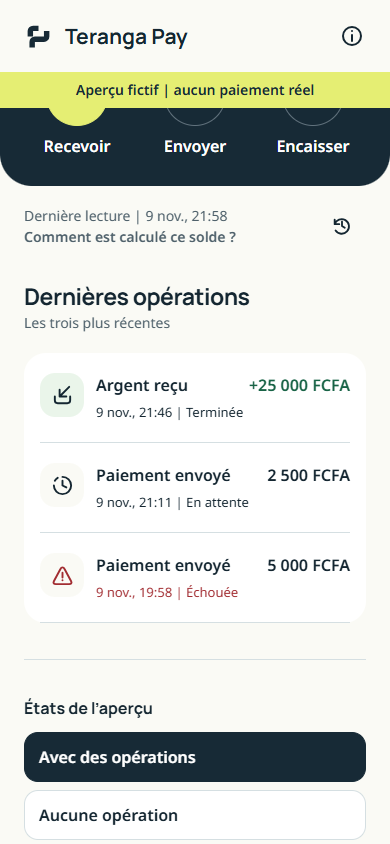 Teranga Pay
Aperçu fictif | aucun paiement réel
Recevoir Envoyer Encaisser
Dernière lecture | 9 nov., 21:58
Comment est calculé ce solde ?
Dernières opérations
Les trois plus récentes
Argent reçu +25 000 FCFA
9 nov., 21:46 | Terminée
Paiement envoyé 2 500 FCFA
9 nov., 21:11 | En attente
Paiement envoyé 5 000 FCFA
9 nov., 19:58 | Échouée
États de l’aperçu
Avec des opérations
Aucune opération